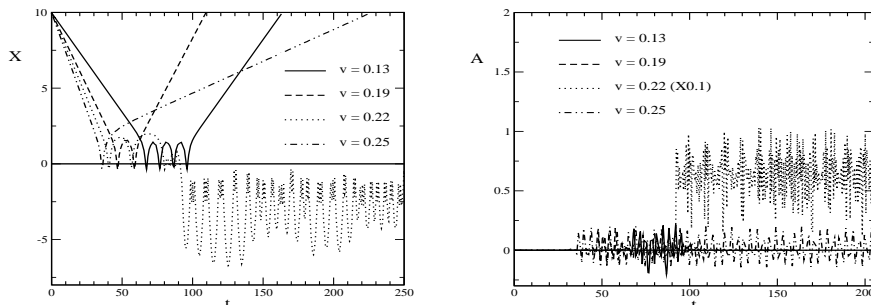 10
5
0
-5
X
v = 0.13
v = 0.19
v = 0.22
v = 0.25
0 50 100 150 200 250
t
2
1.5
1
0.5
0
A
v = 0.13
v = 0.19
v = 0.22 (X0.1)
v = 0.25
0 50 100 150 200
t